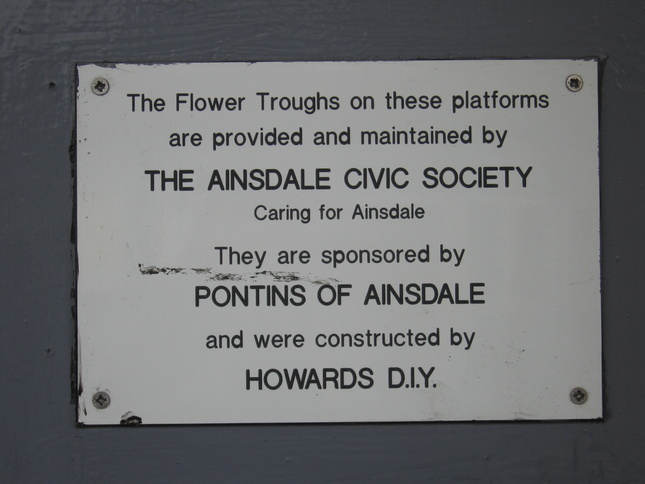 The Flower Troughs on these platforms
are provided and maintained by
THE AINSDALE CIVIC SOCIETY
Caring for Ainsdale
They are sponsored by
PONTINS OF AINSDALE
and were constructed by
HOWARDS D.I.Y.